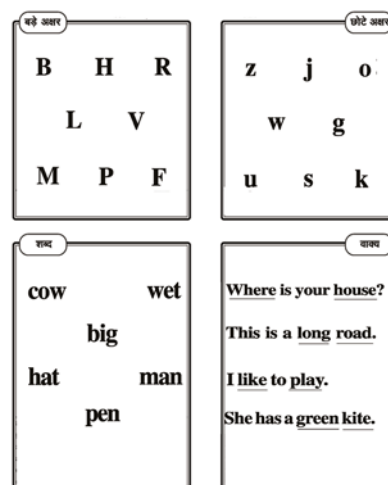 बड़े अक्षर
B H R
L V
M P F
छोटे अक्षर
z j o
w g
u s k
शब्द
cow wet
big
hat man
pen
वाक्य
Where is your house?
This is a long road.
I like to play.
She has a green kite.